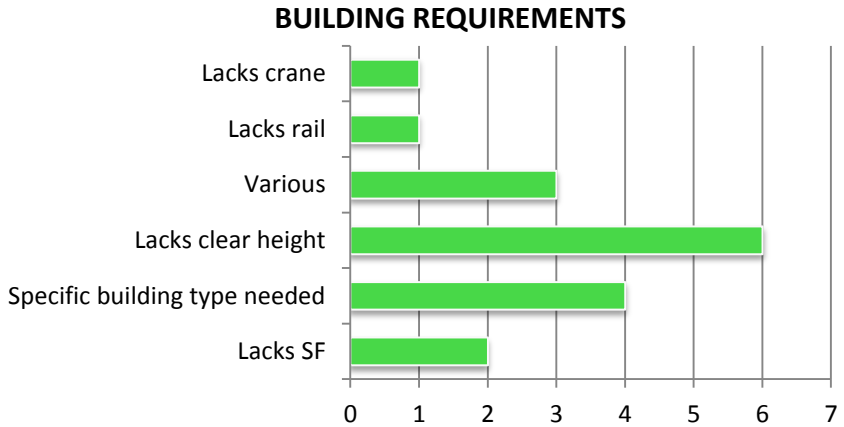 BUILDING REQUIREMENTS
Lacks crane
Lacks rail
Various
Lacks clear height
Specific building type needed
Lacks SF
0 1 2 3 4 5 6 7